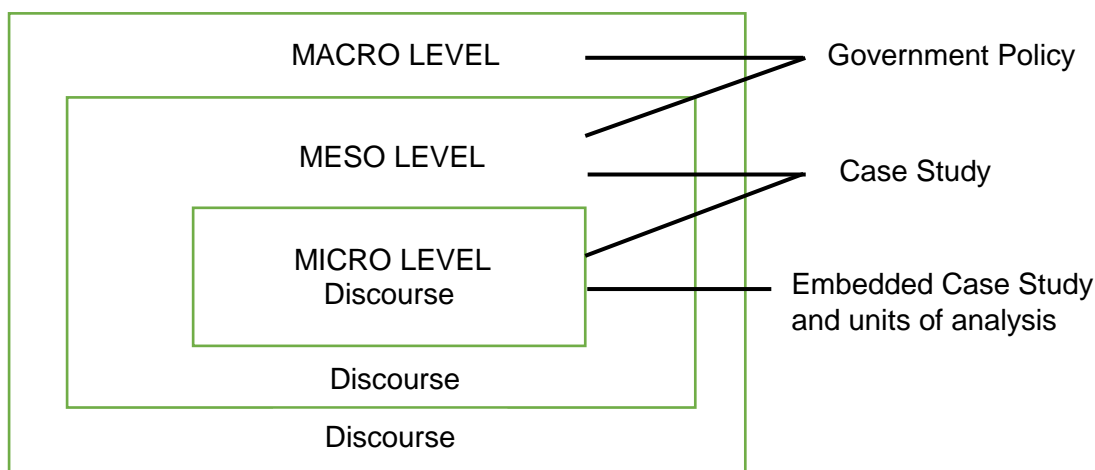 MACRO LEVEL
Government Policy
MESO LEVEL
Case Study
MICRO LEVEL
Discourse
Embedded Case Study
and units of analysis
Discourse
Discourse